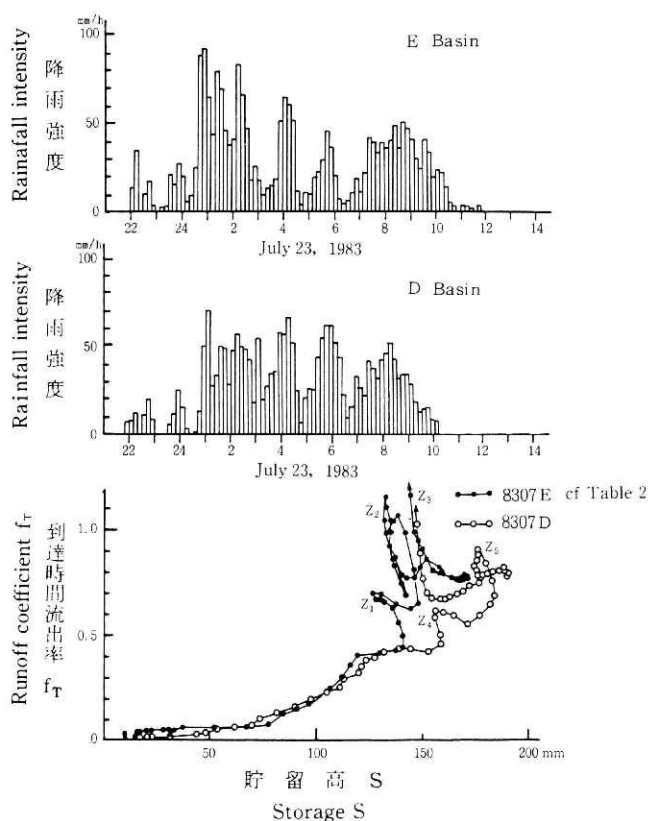 mm/h
100
50
0
Rainafall intensity
降雨強度
E Basin
22 24 2 4 6 8 10 12 14
July 23, 1983
mm/h
100
50
0
Rainfall intensity
降雨強度
D Basin
22 24 2 4 6 8 10 12 14
July 23, 1983
1.0
0.5
0
Runoff coefficient fT
到達時間流出率 fT
8307E cf Table 2
8307D
Z1
Z2
Z3
Z4
Z5
50 100 150 200 mm
貯留高 S
Storage S